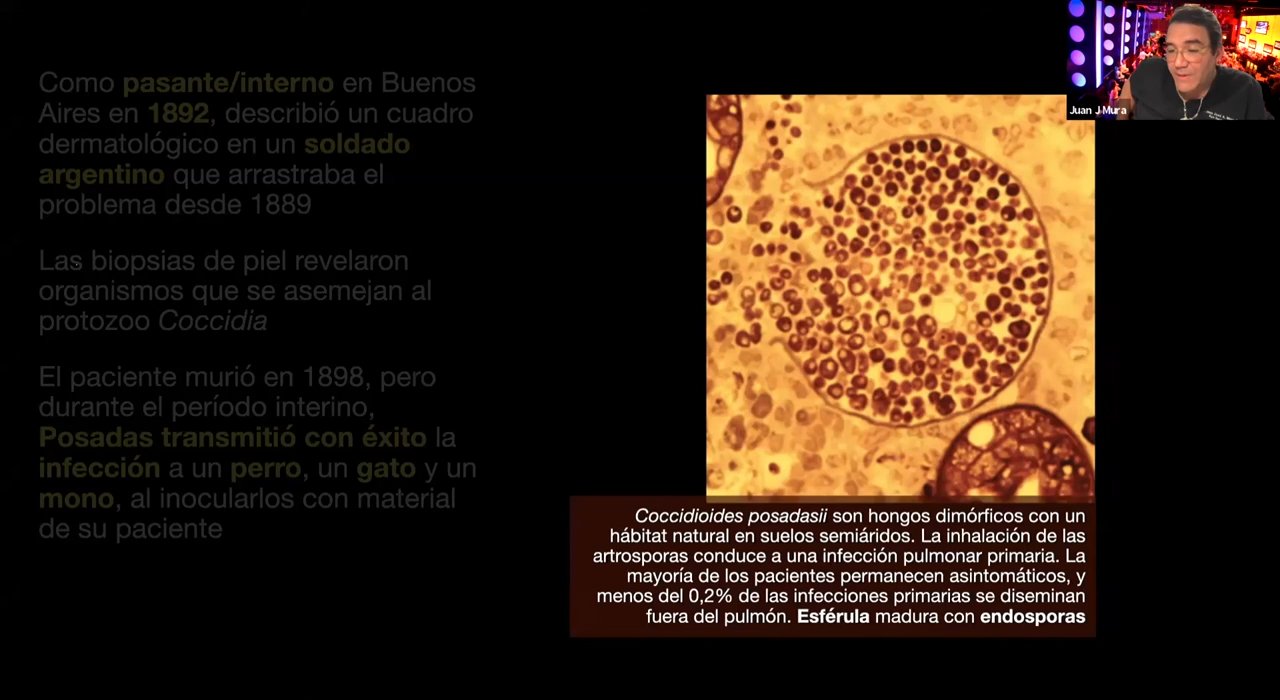 Como pasante/interno en Buenos
Aires en 1892, describió un cuadro
dermatológico en un soldado
argentino que arrastraba el
problema desde 1889
Las biopsias de piel revelaron
organismos que se asemejan al
protozoo Coccidia
El paciente murió en 1898, pero
durante el período interino,
Posadas transmitió con éxito la
infección a un perro, un gato y un
mono, al inocularlos con material
de su paciente
Juan J Mura
Coccidioides posadasii son hongos dimórficos con un
hábitat natural en suelos semiáridos. La inhalación de las
artrosporas conduce a una infección pulmonar primaria. La
mayoría de los pacientes permanecen asintomáticos, y
menos del 0,2% de las infecciones primarias se diseminan
fuera del pulmón. Esférula madura con endosporas